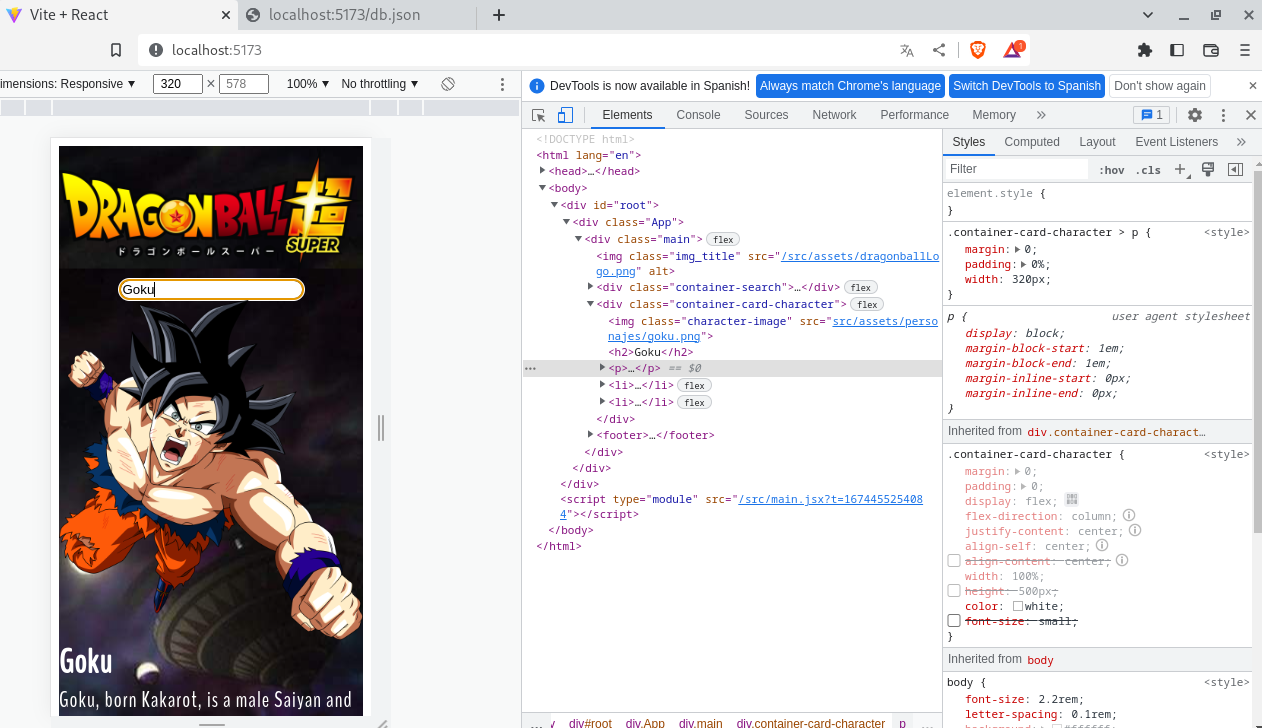 Vite + React
localhost:5173/db.json
localhost:5173
1
imensions: Responsive
320
×
578
100%
No throttling
DevTools is now available in Spanish!
Always match Chrome's language
Switch DevTools to Spanish
Don't show again
Elements
Console
Sources
Network
Performance
Memory
1
DRAGON BALL 超
SUPER
ドラゴンボールスーパー
Goku
Goku
Goku, born Kakarot, is a male Saiyan and
<!DOCTYPE html>
<html lang="en">
<head>…</head>
<body>
<div id="root">
<div class="App">
<div class="main"> flex
<img class="img_title" src="/src/assets/dragonballLo
go.png" alt>
<div class="container-search">…</div> flex
<div class="container-card-character"> flex
<img class="character-image" src="src/assets/perso
najes/goku.png">
<h2>Goku</h2>
… <p>…</p> == $0
<li>…</li> flex
<li>…</li> flex
</div>
<footer>…</footer>
</div>
</div>
</div>
<script type="module" src="/src/main.jsx?t=167445525408
4"></script>
</body>
</html>
… div#root div.App div.main div.container-card-character p …
Styles
Computed
Layout
Event Listeners
Filter
:hov
.cls
element.style {
}
.container-card-character > p { <style>
margin: 0;
padding: 0%;
width: 320px;
}
p { user agent stylesheet
display: block;
margin-block-start: 1em;
margin-block-end: 1em;
margin-inline-start: 0px;
margin-inline-end: 0px;
}
Inherited from div.container-card-charact…
.container-card-character { <style>
margin: 0;
padding: 0;
display: flex;
flex-direction: column;
justify-content: center;
align-self: center;
align-content: center;
width: 100%;
height: 500px;
color: white;
font-size: small;
}
Inherited from body
body { <style>
font-size: 2.2rem;
letter-spacing: 0.1rem;